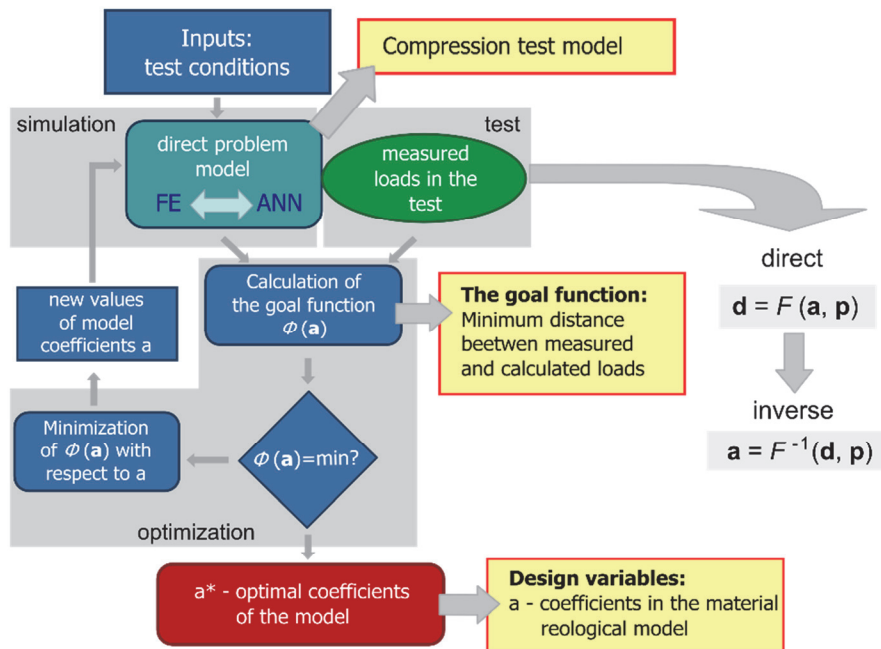 Inputs:
test conditions
Compression test model
simulation
test
direct problem
model
FE ANN
measured
loads in the
test
direct
d = F (a, p)
inverse
a = F -1(d, p)
Calculation of
the goal function
Φ(a)
The goal function:
Minimum distance
beetwen measured
and calculated loads
new values
of model
coefficients a
Minimization
of Φ(a) with
respect to a
Φ(a)=min?
optimization
a* - optimal coefficients
of the model
Design variables:
a - coefficients in the material
reological model